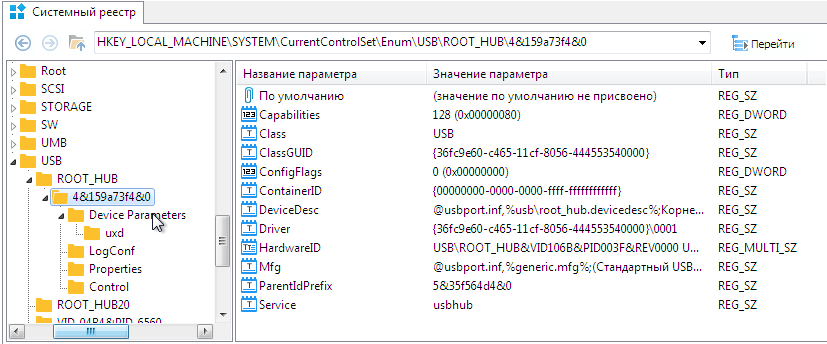 Системный реестр
HKEY_LOCAL_MACHINE\SYSTEM\CurrentControlSet\Enum\USB\ROOT_HUB\4&159a73f4&0
Перейти
Root
SCSI
STORAGE
SW
UMB
USB
ROOT_HUB
4&159a73f4&0
Device Parameters
uxd
LogConf
Properties
Control
ROOT_HUB20
VID_04B4&PID_6560
Название параметра Значение параметра Тип
По умолчанию (значение по умолчанию не присвоено) REG_SZ
Capabilities 128 (0x00000080) REG_DWORD
Class USB REG_SZ
ClassGUID {36fc9e60-c465-11cf-8056-444553540000} REG_SZ
ConfigFlags 0 (0x00000000) REG_DWORD
ContainerID {00000000-0000-0000-ffff-ffffffffffff} REG_SZ
DeviceDesc @usbport.inf,%usb\root_hub.devicedesc%;Корне... REG_SZ
Driver {36fc9e60-c465-11cf-8056-444553540000}\0001 REG_SZ
HardwareID USB\ROOT_HUB&VID106B&PID003F&REV0000 U... REG_MULTI_SZ
Mfg @usbport.inf,%generic.mfg%;(Стандартный USB... REG_SZ
ParentIdPrefix 5&35f564d4&0 REG_SZ
Service usbhub REG_SZ